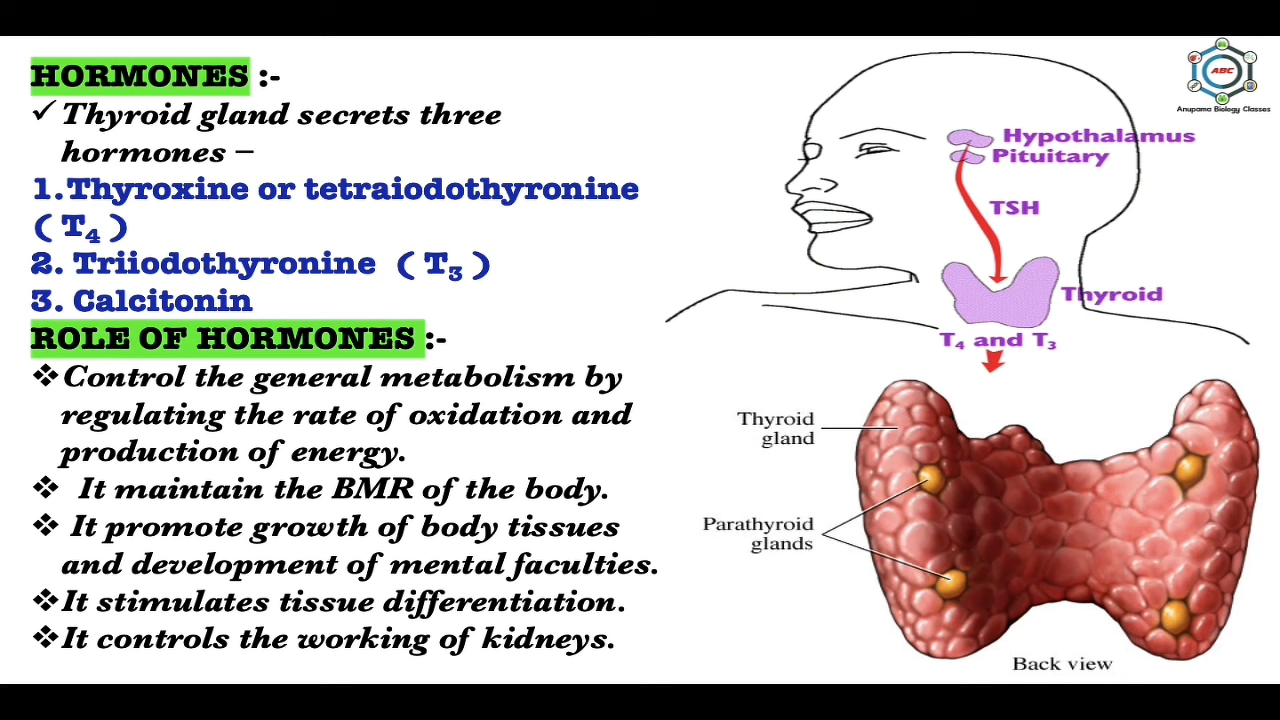 HORMONES :-
✓ Thyroid gland secrets three
hormones –
1.Thyroxine or tetraiodothyronine
( T₄ )
2. Triiodothyronine ( T₃ )
3. Calcitonin
ROLE OF HORMONES :-
❖Control the general metabolism by
regulating the rate of oxidation and
production of energy.
❖ It maintain the BMR of the body.
❖ It promote growth of body tissues
and development of mental faculties.
❖It stimulates tissue differentiation.
❖It controls the working of kidneys.
ABC
Anupama Biology Classes
Hypothalamus
Pituitary
TSH
Thyroid
T₄ and T₃
Thyroid
gland
Parathyroid
glands
Back view